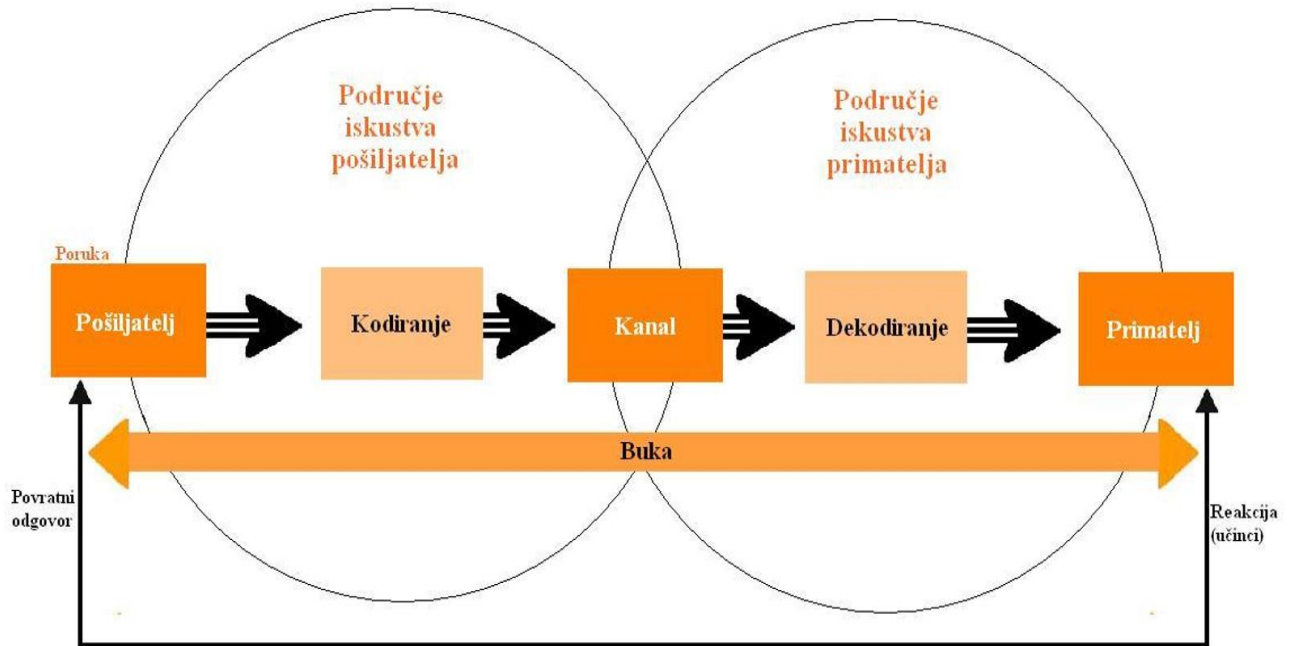 Područje
iskustva
pošiljatelja
Područje
iskustva
primatelja
Poruka
Pošiljatelj
Kodiranje
Kanal
Dekodiranje
Primatelj
Buka
Povratni
odgovor
Reakcija
(učinci)